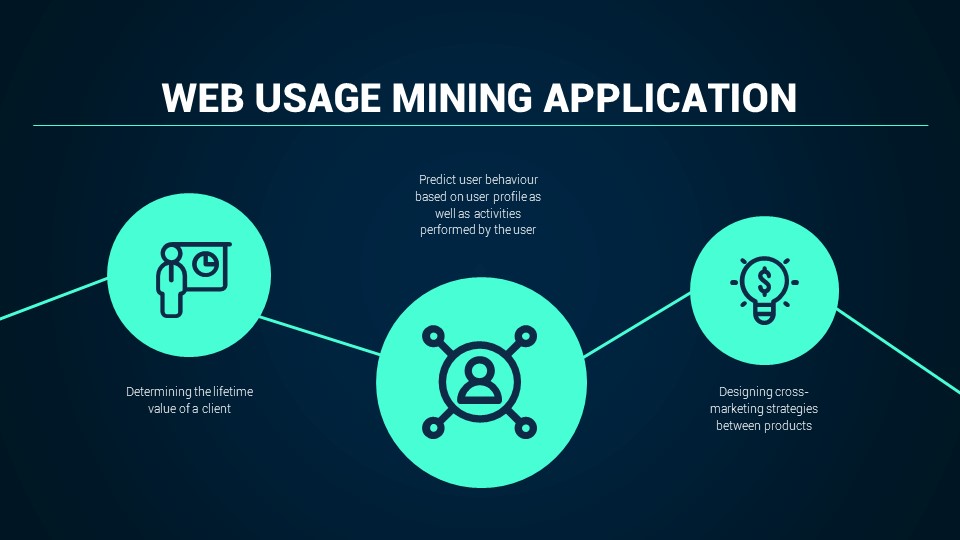 WEB USAGE MINING APPLICATION
Predict user behaviour
based on user profile as
well as activities
performed by the user
Determining the lifetime
value of a client
$
Designing cross-
marketing strategies
between products